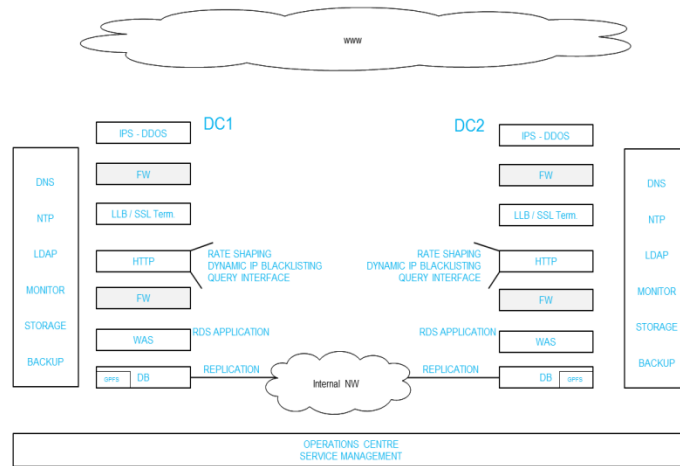 www
DC1
DC2
IPS - DDOS
FW
LLB / SSL Term.
HTTP
FW
WAS
GPFS
DB
DNS
NTP
LDAP
MONITOR
STORAGE
BACKUP
RATE SHAPING
DYNAMIC IP BLACKLISTING
QUERY INTERFACE
RDS APPLICATION
REPLICATION
Internal NW
IPS - DDOS
FW
LLB / SSL Term.
HTTP
FW
WAS
DB
GPFS
RATE SHAPING
DYNAMIC IP BLACKLISTING
QUERY INTERFACE
RDS APPLICATION
REPLICATION
DNS
NTP
LDAP
MONITOR
STORAGE
BACKUP
OPERATIONS CENTRE
SERVICE MANAGEMENT